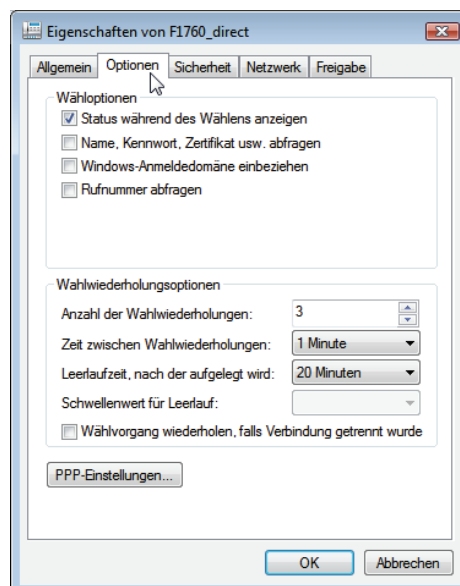 Eigenschaften von F1760_direct
Allgemein Optionen Sicherheit Netzwerk Freigabe
Wähloptionen
Status während des Wählens anzeigen
Name, Kennwort, Zertifikat usw. abfragen
Windows-Anmeldedomäne einbeziehen
Rufnummer abfragen
Wahlwiederholungsoptionen
Anzahl der Wahlwiederholungen: 3
Zeit zwischen Wahlwiederholungen: 1 Minute
Leerlaufzeit, nach der aufgelegt wird: 20 Minuten
Schwellenwert für Leerlauf:
Wählvorgang wiederholen, falls Verbindung getrennt wurde
PPP-Einstellungen...
OK Abbrechen